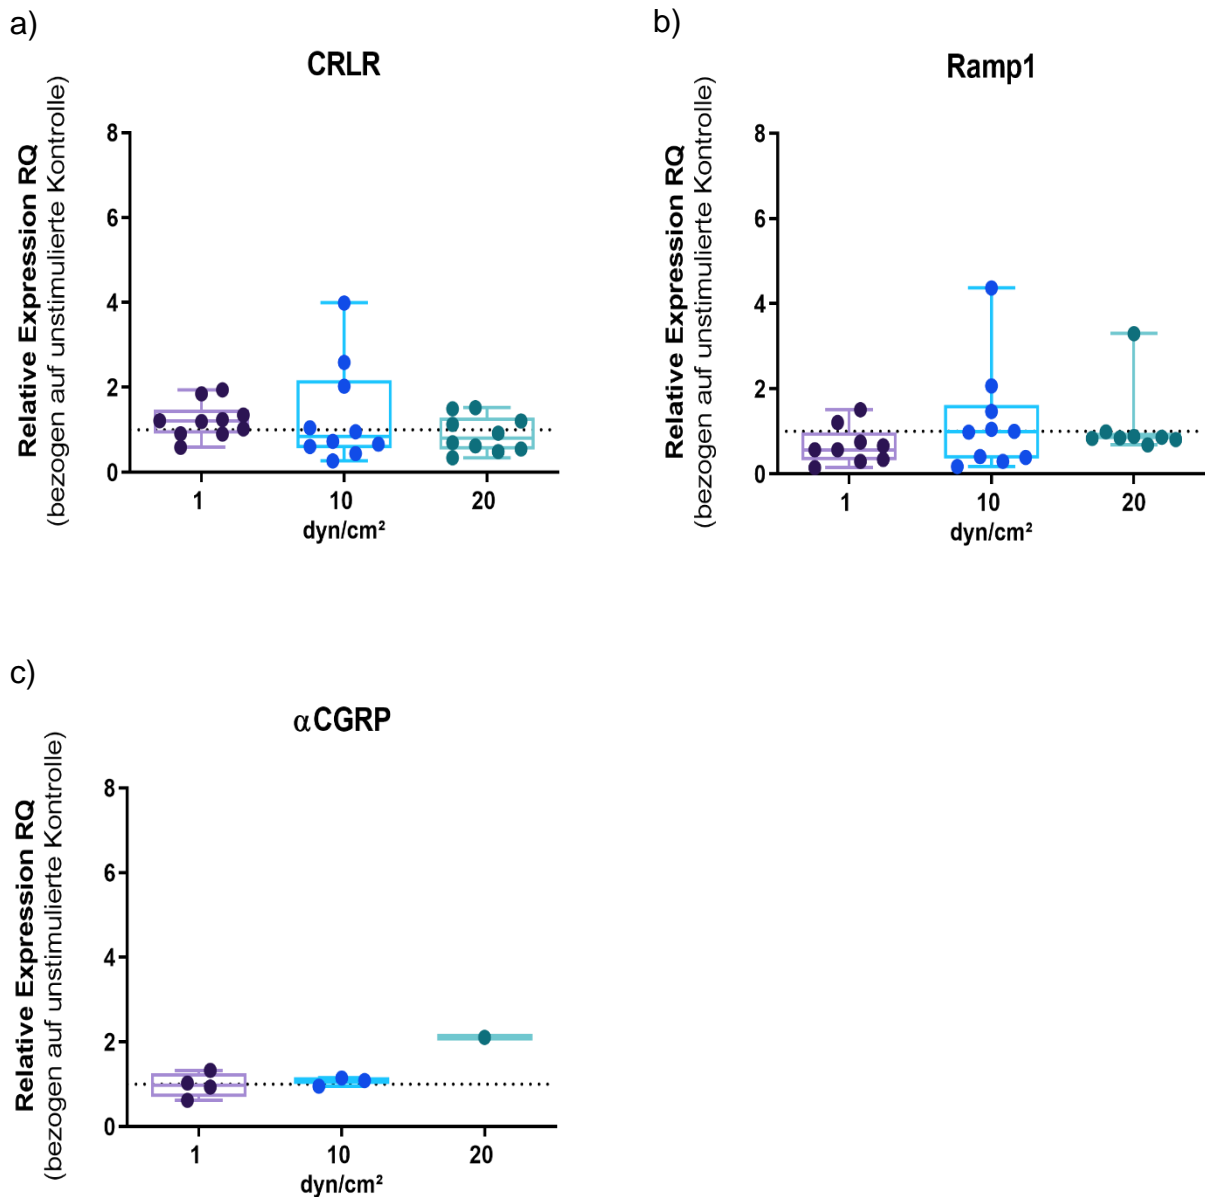 a)
CRLR
Relative Expression RQ
(bezogen auf unstimulierte Kontrolle)
8
6
4
2
0
1
10
20
dyn/cm²
b)
Ramp1
Relative Expression RQ
(bezogen auf unstimulierte Kontrolle)
8
6
4
2
0
1
10
20
dyn/cm²
c)
αCGRP
Relative Expression RQ
(bezogen auf unstimulierte Kontrolle)
8
6
4
2
0
1
10
20
dyn/cm²